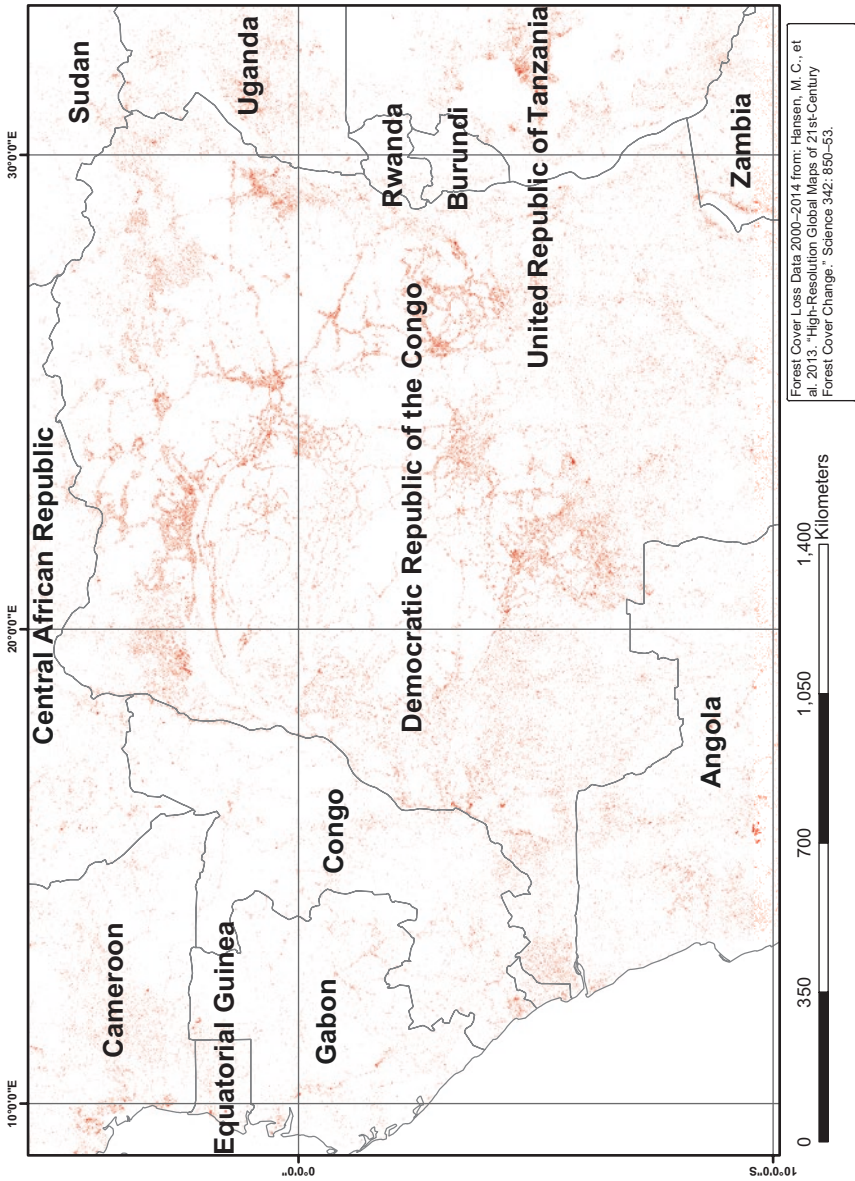 10°0'0"E
20°0'0"E
30°0'0"E
Sudan
Central African Republic
Cameroon
Uganda
Equatorial Guinea
0°0'0"
Gabon
Congo
Rwanda
Democratic Republic of the Congo
Burundi
United Republic of Tanzania
Angola
Zambia
10°0'0"S
0 350 700 1,050 1,400
Kilometers
Forest Cover Loss Data 2000–2014 from: Hansen, M. C., et
al. 2013. "High-Resolution Global Maps of 21st-Century
Forest Cover Change." Science 342: 850–53.